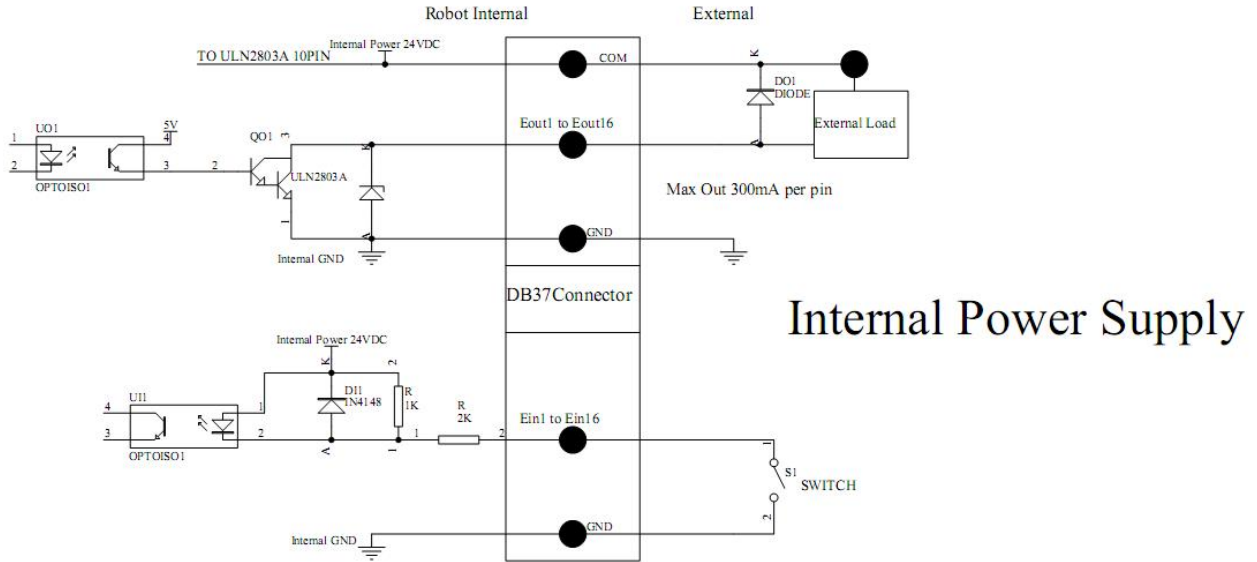 Robot Internal External
Internal Power 24VDC
TO ULN2803A 10PIN
COM
K
DO1
DIODE
A
External Load
5V
UO1
4
1
2
3
OPTOISO1
2
QO1
3
ULN2803A
1
K
A
Eout1 to Eout16
Max Out 300mA per pin
GND
Internal GND
DB37Connector
Internal Power Supply
Internal Power 24VDC
K
2
UI1
DI1
1N4148
R
1K
R
2K
4
1
3
2
OPTOISO1
A
1
1
2
Ein1 to Ein16
1
S1
SWITCH
2
GND
Internal GND